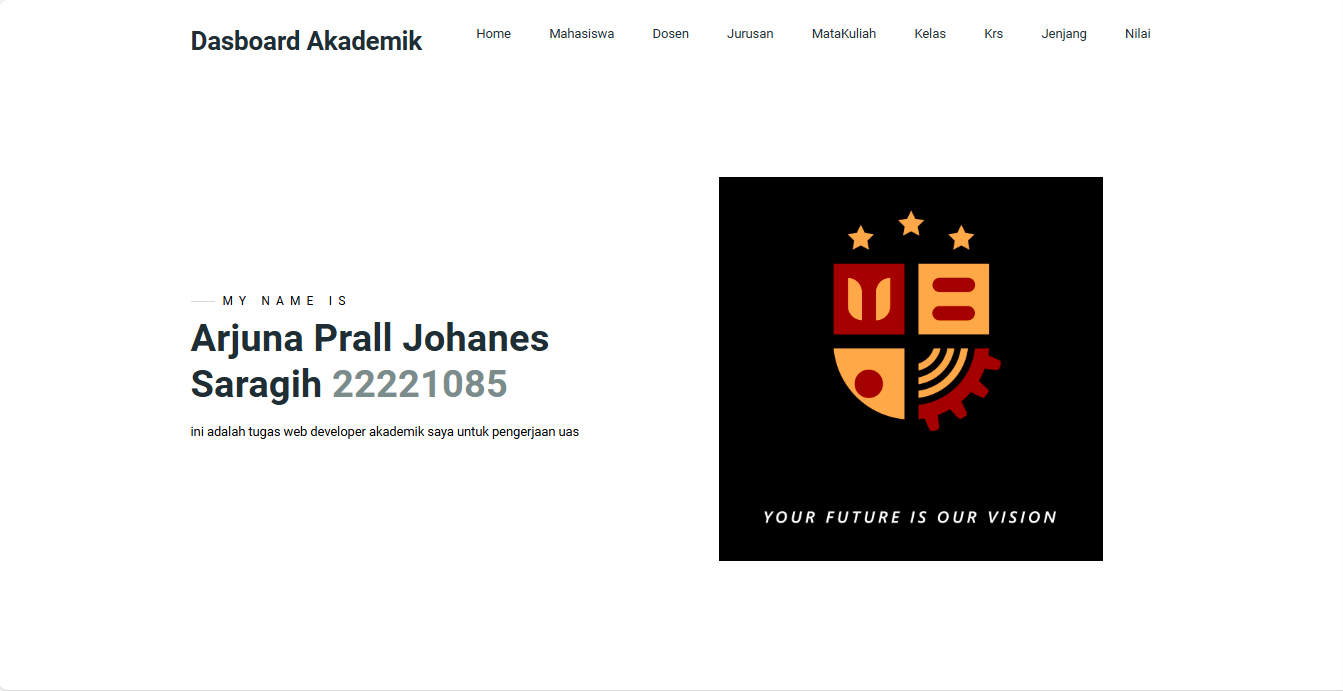 Dasboard Akademik
Home Mahasiswa Dosen Jurusan MataKuliah Kelas Krs Jenjang Nilai
MY NAME IS
Arjuna Prall Johanes
Saragih 22221085
ini adalah tugas web developer akademik saya untuk pengerjaan uas
YOUR FUTURE IS OUR VISION